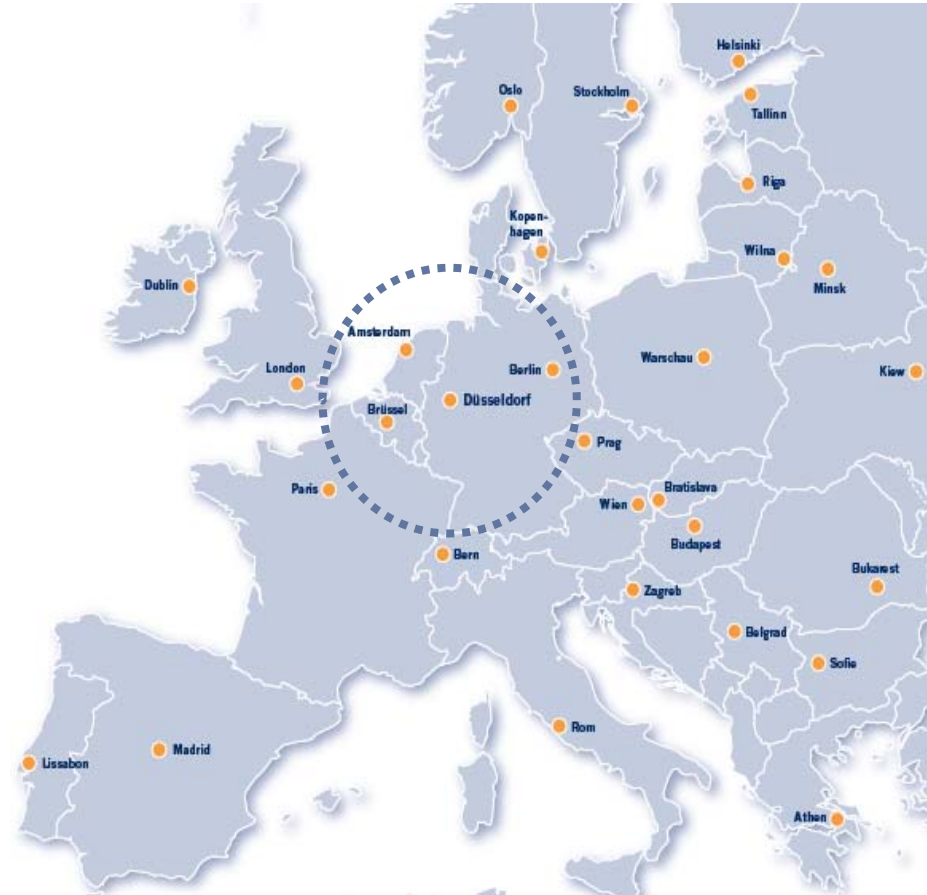 Helsinki
Oslo
Stockholm
Tallinn
Riga
Kopen-
hagen
Wilna
Minsk
Dublin
Amsterdam
London
Berlin
Warschau
Kiew
Düsseldorf
Brüssel
Prag
Paris
Bratislava
Wien
Budapest
Bern
Bukarest
Zagreb
Belgrad
Sofie
Rom
Madrid
Lissabon
Athen